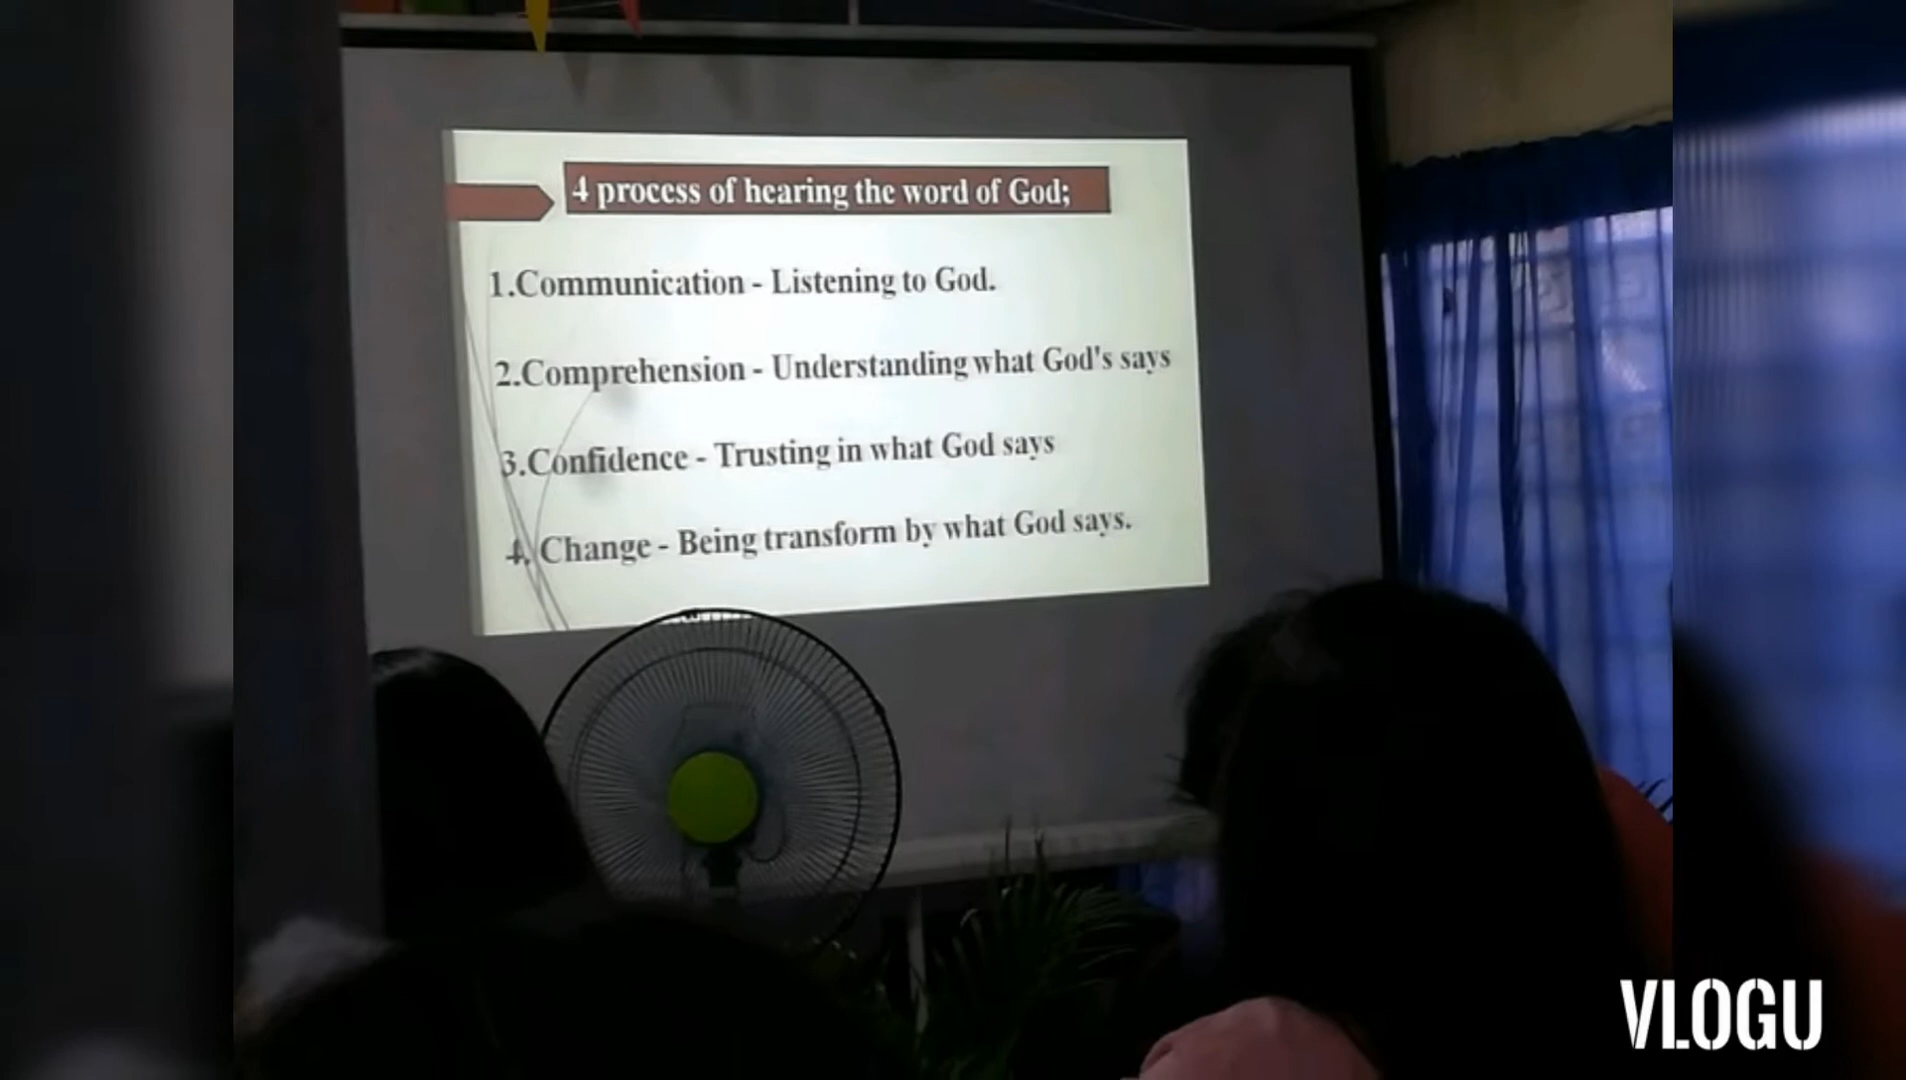 4 process of hearing the word of God;
1.Communication - Listening to God.
2.Comprehension - Understanding what God's says
3.Confidence - Trusting in what God says
4. Change - Being transform by what God says.
VLOGU